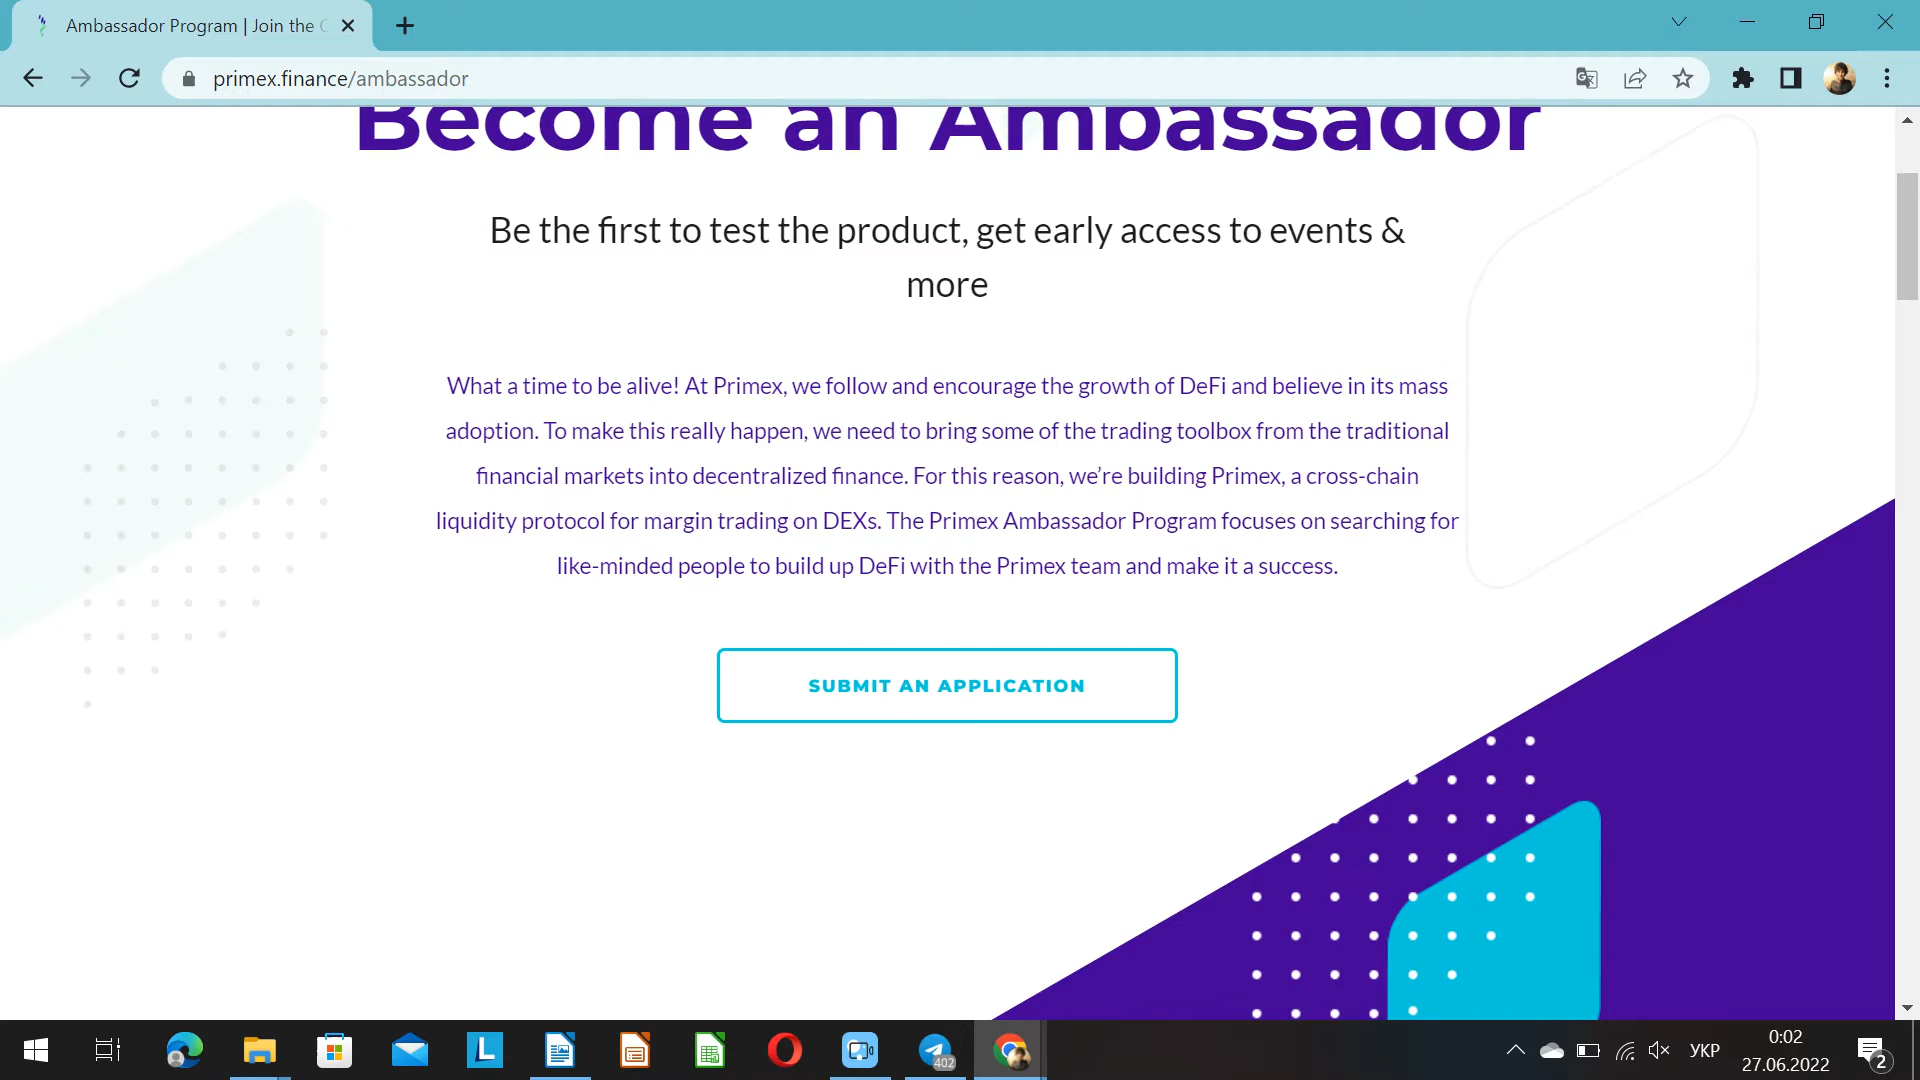 Ambassador Program | Join the
primex.finance/ambassador
Become an Ambassador
Be the first to test the product, get early access to events &
more
What a time to be alive! At Primex, we follow and encourage the growth of DeFi and believe in its mass
adoption. To make this really happen, we need to bring some of the trading toolbox from the traditional
financial markets into decentralized finance. For this reason, we’re building Primex, a cross-chain
liquidity protocol for margin trading on DEXs. The Primex Ambassador Program focuses on searching for
like-minded people to build up DeFi with the Primex team and make it a success.
SUBMIT AN APPLICATION
L
402
УКР
0:02
27.06.2022
2